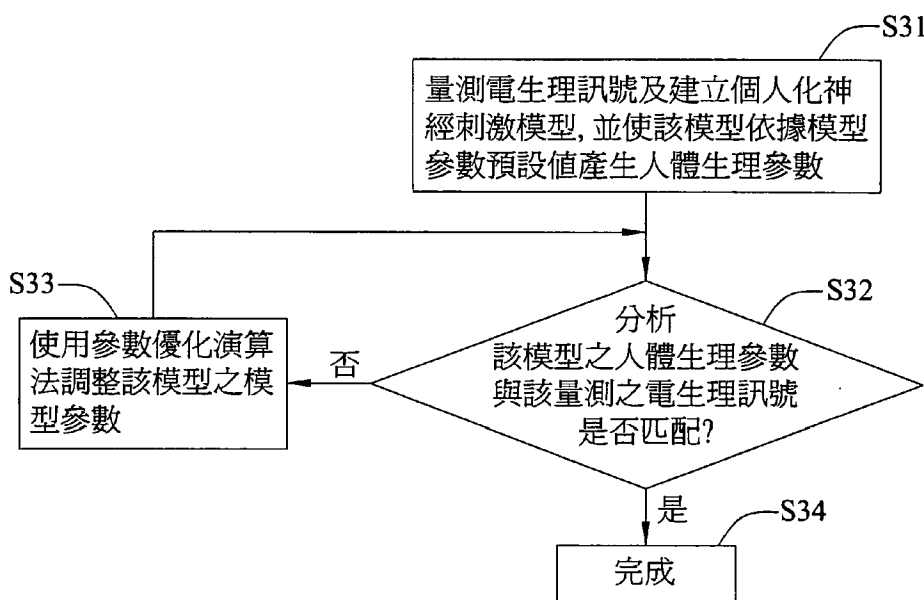 S31
量測電生理訊號及建立個人化神
經刺激模型, 並使該模型依據模型
參數預設值產生人體生理參數
S33
S32
使用參數優化演算
法調整該模型之模
型參數
否
分析
該模型之人體生理參數
與該量測之電生理訊號
是否匹配?
是
S34
完成